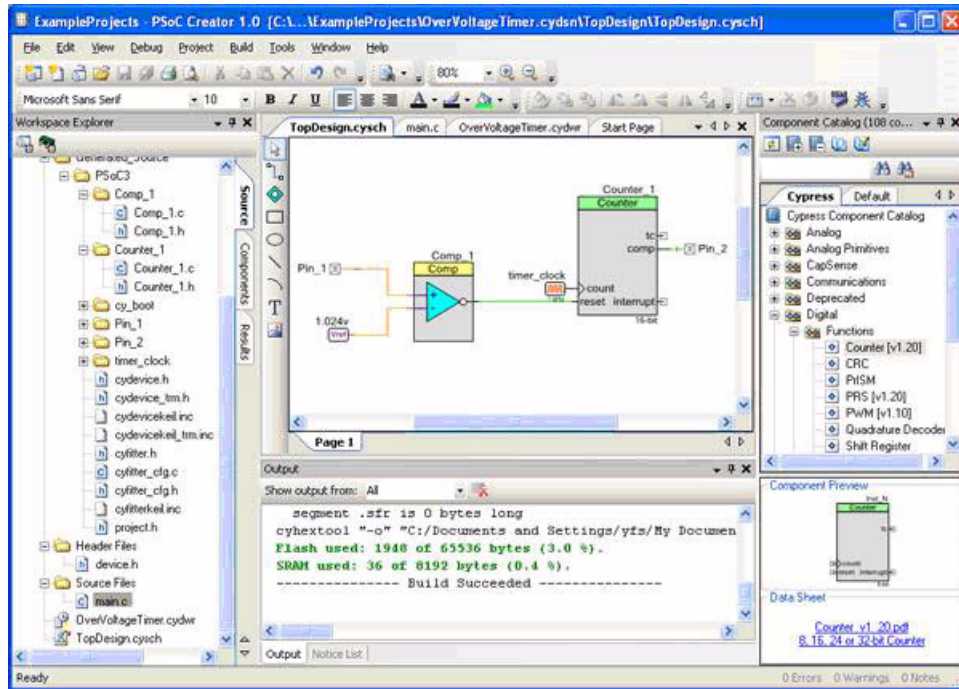 ExampleProjects - PSoC Creator 1.0 [C:\...\ExampleProjects\OverVoltageTimer.cydsn\TopDesign\TopDesign.cysch]
File Edit View Debug Project Build Tools Window Help
80%
Microsoft Sans Serif 10 B I U
Workspace Explorer
Generated_Source
PSoC3
Comp_1
Comp_1.c
Comp_1.h
Counter_1
Counter_1.c
Counter_1.h
cy_boot
Pin_1
Pin_2
timer_clock
cydevice.h
cydevice_trm.h
cydevicekeil.inc
cydevicekeil_trm.inc
cyfitter.h
cyfitter_cfg.c
cyfitter_cfg.h
cyfitterkeil.inc
project.h
Header Files
device.h
Source Files
main.c
OverVoltageTimer.cydwr
TopDesign.cysch
Source
Components
Results
TopDesign.cysch main.c OverVoltageTimer.cydwr Start Page
Counter_1
Counter
tc
comp
Pin_2
Comp_1
Comp
Pin_1
timer_clock
count
reset interrupt
16-bit
1.024v
Vref
Page 1
Output
Show output from: All
segment .sfr is 0 bytes long
cyhextool "-o" "C:/Documents and Settings/yfs/My Documen
Flash used: 1948 of 65536 bytes (3.0 %).
SRAM used: 36 of 8192 bytes (0.4 %).
--------------- Build Succeeded ---------------
Output Notice List
Component Catalog (108 co...
Cypress Default
Cypress Component Catalog
Analog
Analog Primitives
CapSense
Communications
Deprecated
Digital
Functions
Counter [v1.20]
CRC
PrISM
PRS [v1.20]
PWM [v1.10]
Quadrature Decoder
Shift Register
Component Preview
Counter
Data Sheet
Counter_v1_20.pdf
8, 16, 24 or 32-bit Counter
Ready
0 Errors 0 Warnings 0 Notes